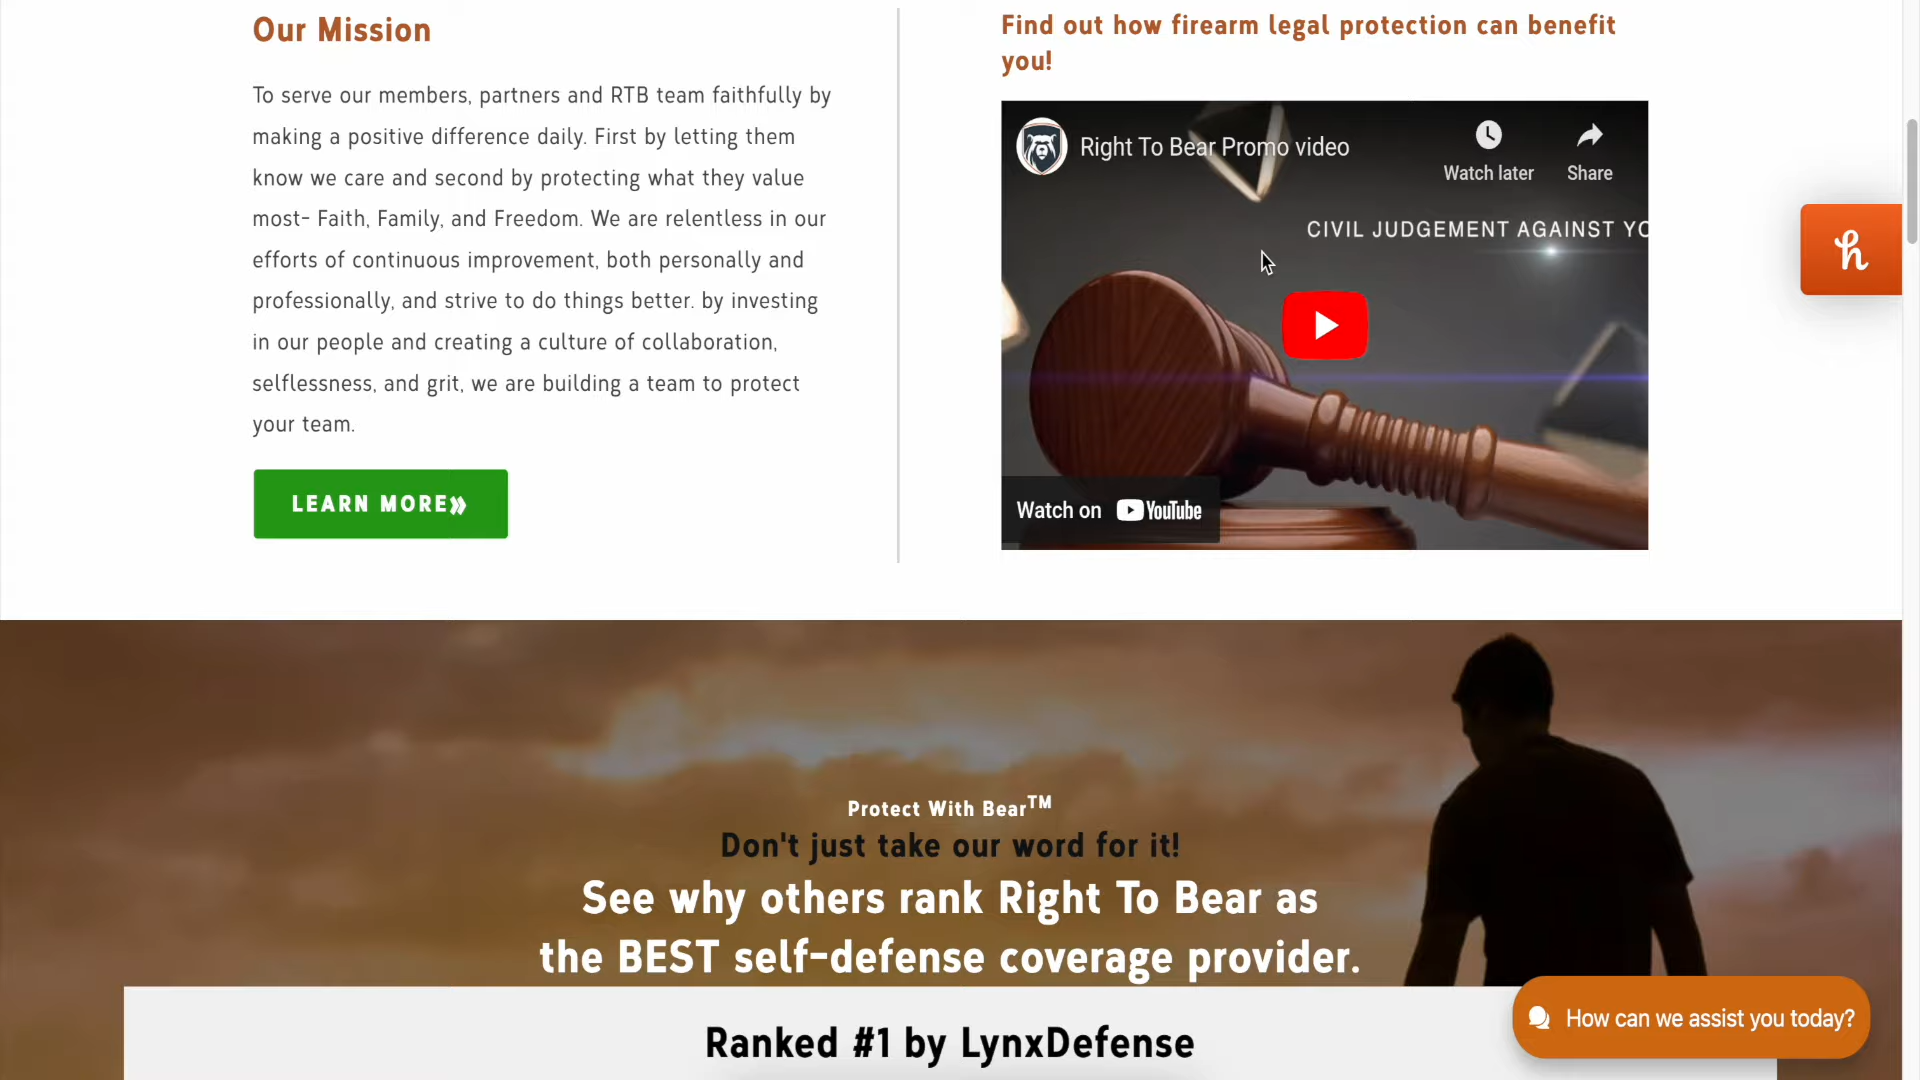 Our Mission
To serve our members, partners and RTB team faithfully by
making a positive difference daily. First by letting them
know we care and second by protecting what they value
most- Faith, Family, and Freedom. We are relentless in our
efforts of continuous improvement, both personally and
professionally, and strive to do things better. by investing
in our people and creating a culture of collaboration,
selflessness, and grit, we are building a team to protect
your team.
LEARN MORE»
Find out how firearm legal protection can benefit
you!
Right To Bear Promo video
Watch later
Share
CIVIL JUDGEMENT AGAINST YO
Watch on YouTube
h
Protect With Bear™
Don't just take our word for it!
See why others rank Right To Bear as
the BEST self-defense coverage provider.
Ranked #1 by LynxDefense
How can we assist you today?